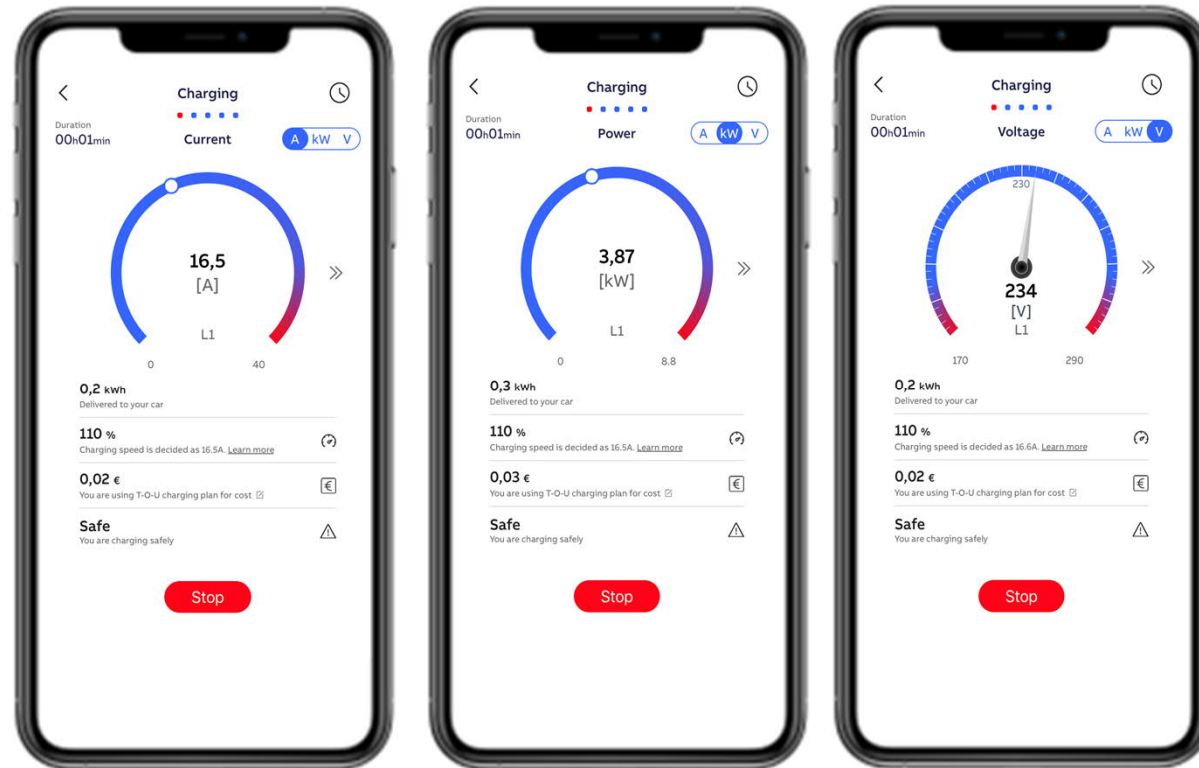 Charging
Duration
00h01min
Current
A kW V
16,5
[A]
L1
0 40
0,2 kWh
Delivered to your car
110 %
Charging speed is decided as 16.5A. Learn more
0,02 €
You are using T-O-U charging plan for cost
€
Safe
You are charging safely
Stop
Charging
Duration
00h01min
Power
A kW V
3,87
[kW]
L1
0 8.8
0,3 kWh
Delivered to your car
110 %
Charging speed is decided as 16.5A. Learn more
0,03 €
You are using T-O-U charging plan for cost
€
Safe
You are charging safely
Stop
Charging
Duration
00h01min
Voltage
A kW V
230
234
[V]
L1
170 290
0,2 kWh
Delivered to your car
110 %
Charging speed is decided as 16.6A. Learn more
0,02 €
You are using T-O-U charging plan for cost
€
Safe
You are charging safely
Stop